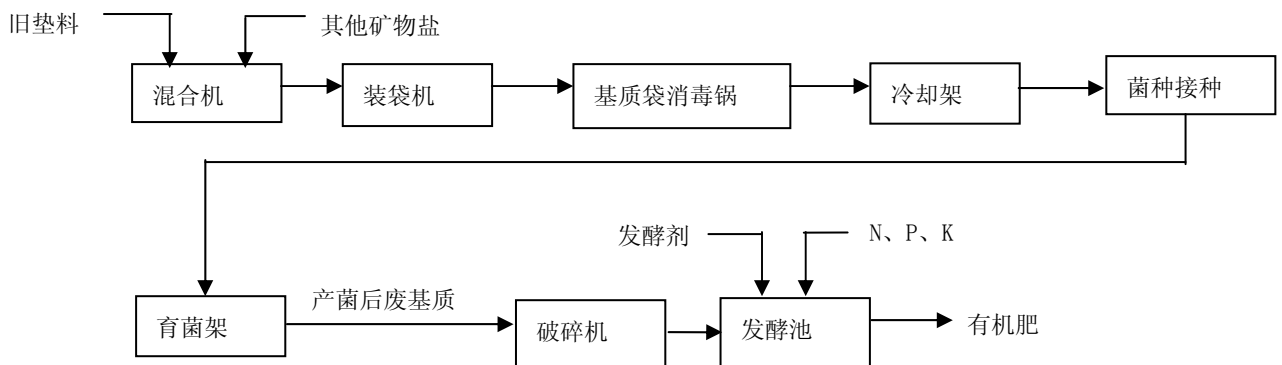 旧垫料
其他矿物盐
混合机
装袋机
基质袋消毒锅
冷却架
菌种接种
发酵剂
N、P、K
育菌架
产菌后废基质
破碎机
发酵池
有机肥